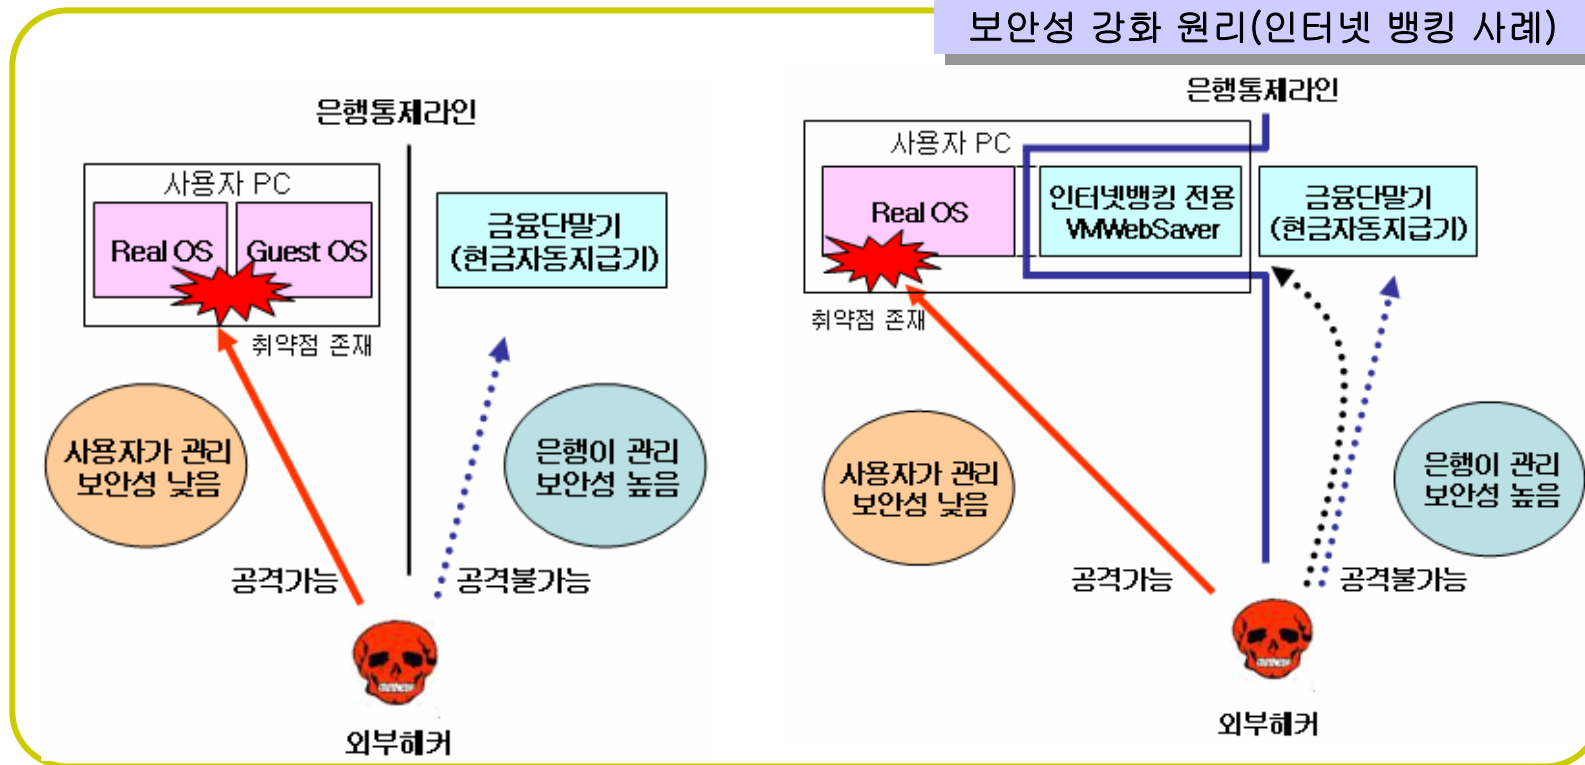 보안성 강화 원리(인터넷 뱅킹 사례)
은행통제라인
사용자 PC
Real OS
Guest OS
금융단말기
(현금자동지급기)
취약점 존재
사용자가 관리
보안성 낮음
은행이 관리
보안성 높음
공격가능
공격불가능
외부해커
은행통제라인
사용자 PC
Real OS
인터넷뱅킹 전용
VMWebSaver
금융단말기
(현금자동지급기)
취약점 존재
사용자가 관리
보안성 낮음
은행이 관리
보안성 높음
공격가능
공격불가능
외부해커